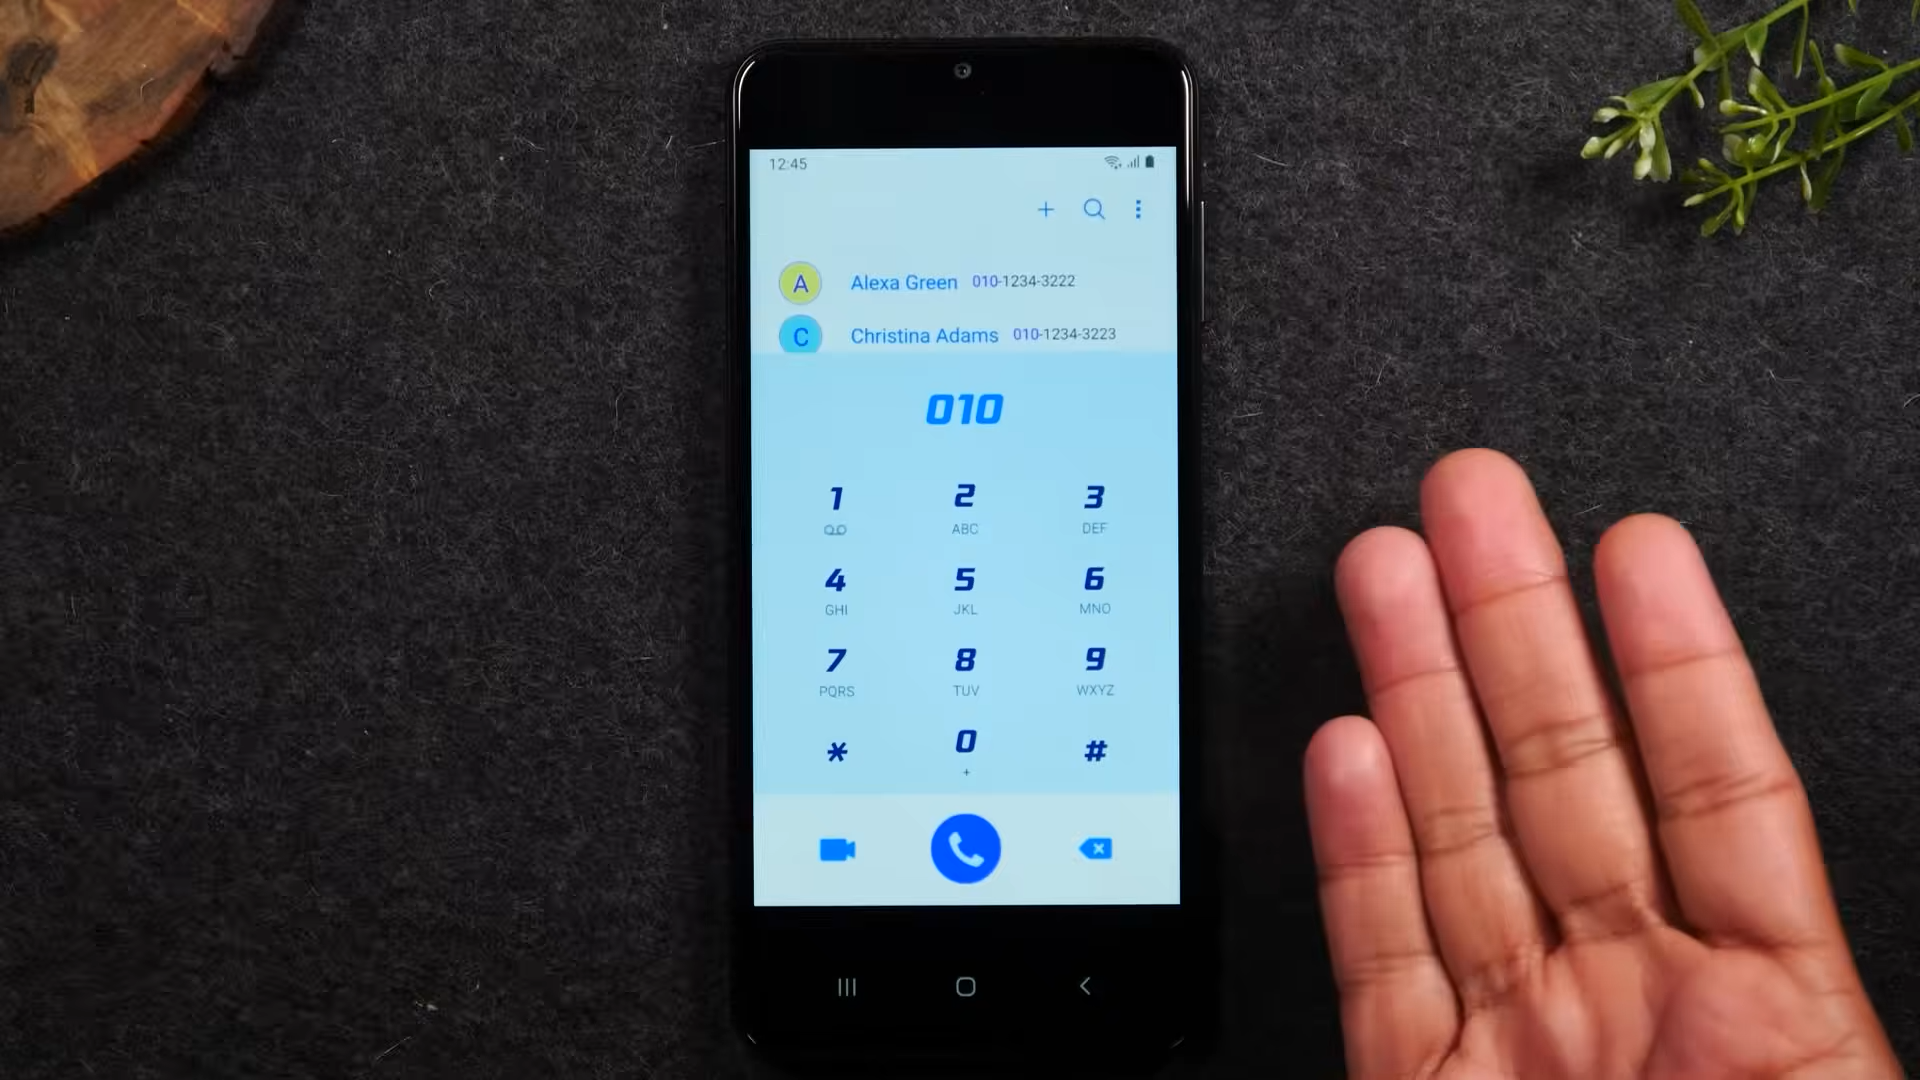 12:45
A Alexa Green 010-1234-3222
C Christina Adams 010-1234-3223
010
1 2 3
ABC DEF
4 5 6
GHI JKL MNO
7 8 9
PQRS TUV WXYZ
* 0 #
+